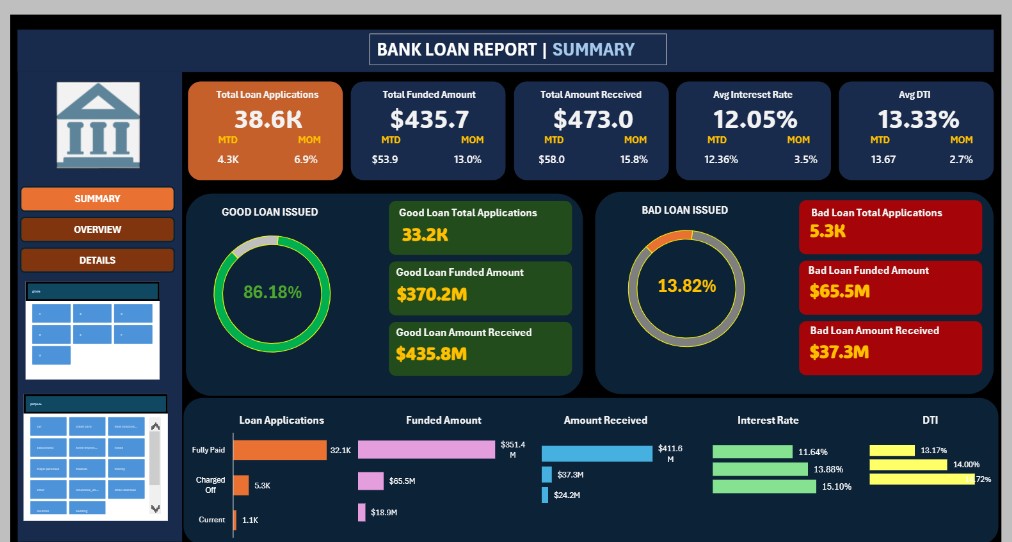 BANK LOAN REPORT | SUMMARY
Total Loan Applications
38.6K
MTD MOM
4.3K 6.9%
Total Funded Amount
$435.7
MTD MOM
$53.9 13.0%
Total Amount Received
$473.0
MTD MOM
$58.0 15.8%
Avg Intereset Rate
12.05%
MTD MOM
12.36% 3.5%
Avg DTI
13.33%
MTD MOM
13.67 2.7%
SUMMARY
OVERVIEW
DETAILS
GOOD LOAN ISSUED
86.18%
Good Loan Total Applications
33.2K
Good Loan Funded Amount
$370.2M
Good Loan Amount Received
$435.8M
BAD LOAN ISSUED
13.82%
Bad Loan Total Applications
5.3K
Bad Loan Funded Amount
$65.5M
Bad Loan Amount Received
$37.3M
Loan Applications
Fully Paid 32.1K
Charged
Off 5.3K
Current 1.1K
Funded Amount
$351.4
M
$65.5M
$18.9M
Amount Received
$411.6
M
$37.3M
$24.2M
Interest Rate
11.64%
13.88%
15.10%
DTI
13.17%
14.00%
.72%